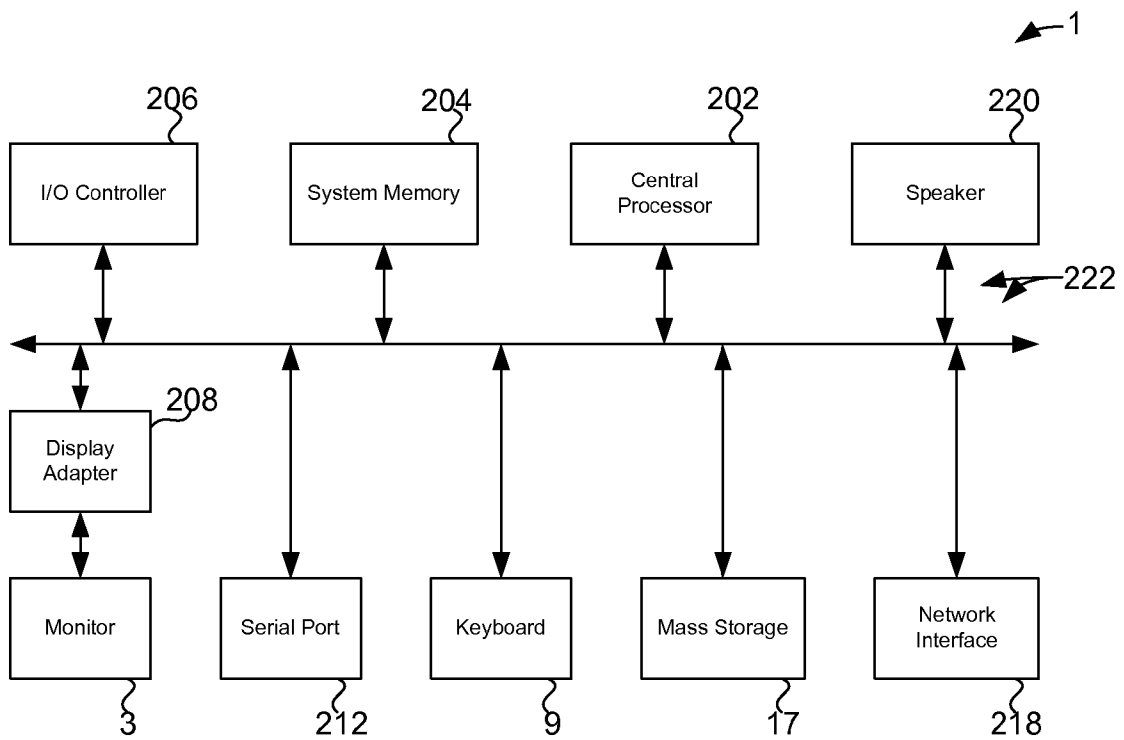 1
206
204
202
220
I/O Controller
System Memory
Central
Processor
Speaker
222
208
Display
Adapter
Monitor
Serial Port
Keyboard
Mass Storage
Network
Interface
3
212
9
17
218